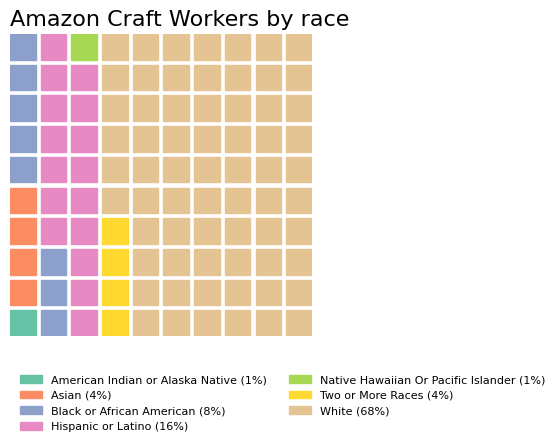 Amazon Craft Workers by race
American Indian or Alaska Native (1%)
Asian (4%)
Black or African American (8%)
Hispanic or Latino (16%)
Native Hawaiian Or Pacific Islander (1%)
Two or More Races (4%)
White (68%)